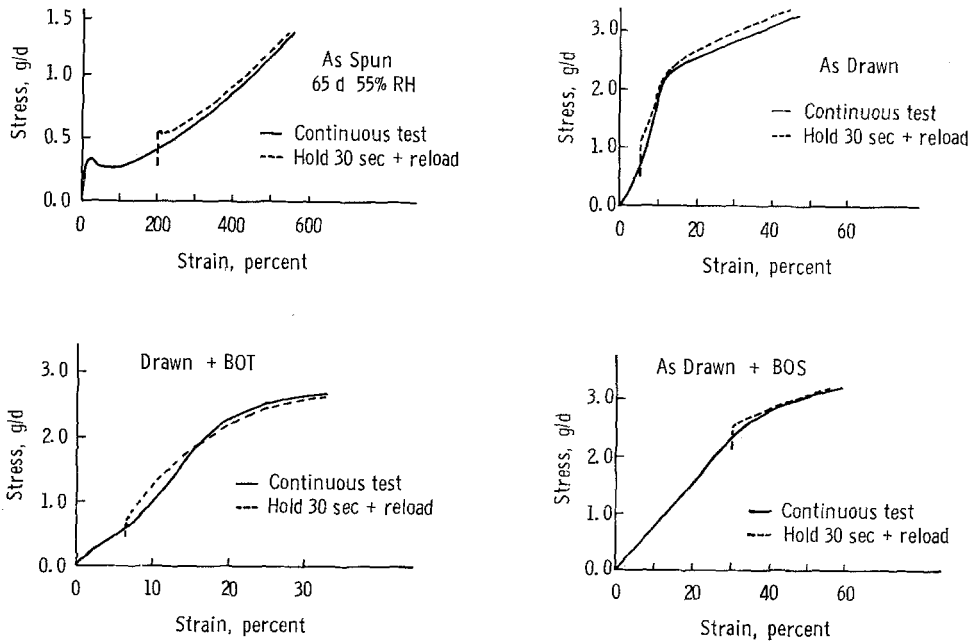 1.5
1.0
0.5
0.0
Stress, g/d
As Spun
65 d 55% RH
Continuous test
Hold 30 sec + reload
0 200 400 600
Strain, percent
3.0
2.0
1.0
0.0
Stress, g/d
As Drawn
Continuous test
Hold 30 sec + reload
0 20 40 60
Strain, percent
3.0
2.0
1.0
0.0
Stress, g/d
Drawn + BOT
Continuous test
Hold 30 sec + reload
0 10 20 30
Strain, percent
3.0
2.0
1.0
0.0
Stress, g/d
As Drawn + BOS
Continuous test
Hold 30 sec + reload
0 20 40 60
Strain, percent